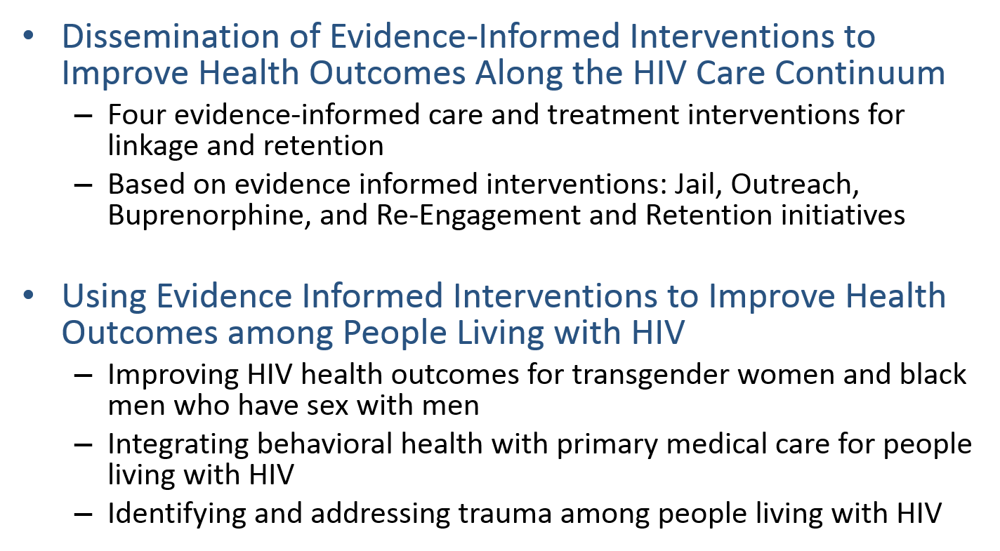 • Dissemination of Evidence-Informed Interventions to
Improve Health Outcomes Along the HIV Care Continuum
– Four evidence-informed care and treatment interventions for
linkage and retention
– Based on evidence informed interventions: Jail, Outreach,
Buprenorphine, and Re-Engagement and Retention initiatives
• Using Evidence Informed Interventions to Improve Health
Outcomes among People Living with HIV
– Improving HIV health outcomes for transgender women and black
men who have sex with men
– Integrating behavioral health with primary medical care for people
living with HIV
– Identifying and addressing trauma among people living with HIV